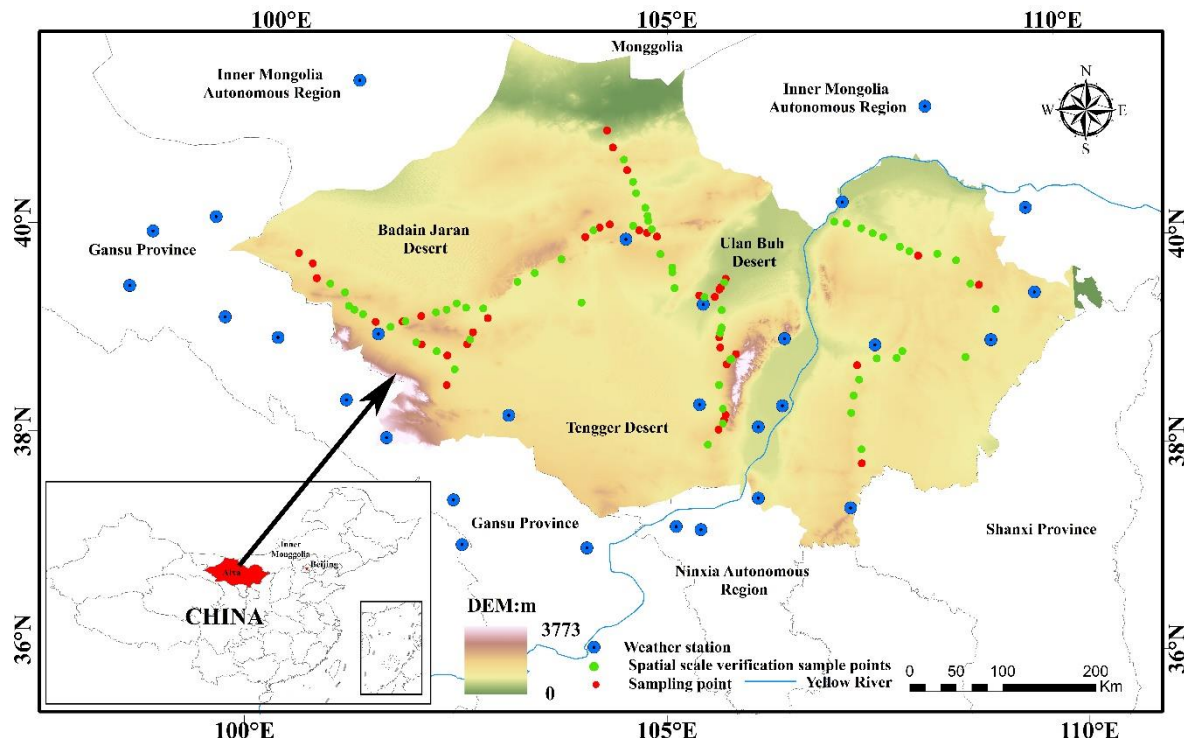 100°E
105°E
110°E
Monggolia
Inner Mongolia
Autonomous Region
Inner Mongolia
Autonomous Region
N
W
E
S
40°N
40°N
Gansu Province
Badain Jaran
Desert
Ulan Buh
Desert
38°N
38°N
Tengger Desert
Gansu Province
Shanxi Province
Ninxia Autonomous
Region
Inner
Mouggolia
Beijing
CHINA
DEM:m
3773
0
Weather station
Spatial scale verification sample points
Sampling point
Yellow River
0
50
100
200
Km
36°N
36°N
100°E
105°E
110°E